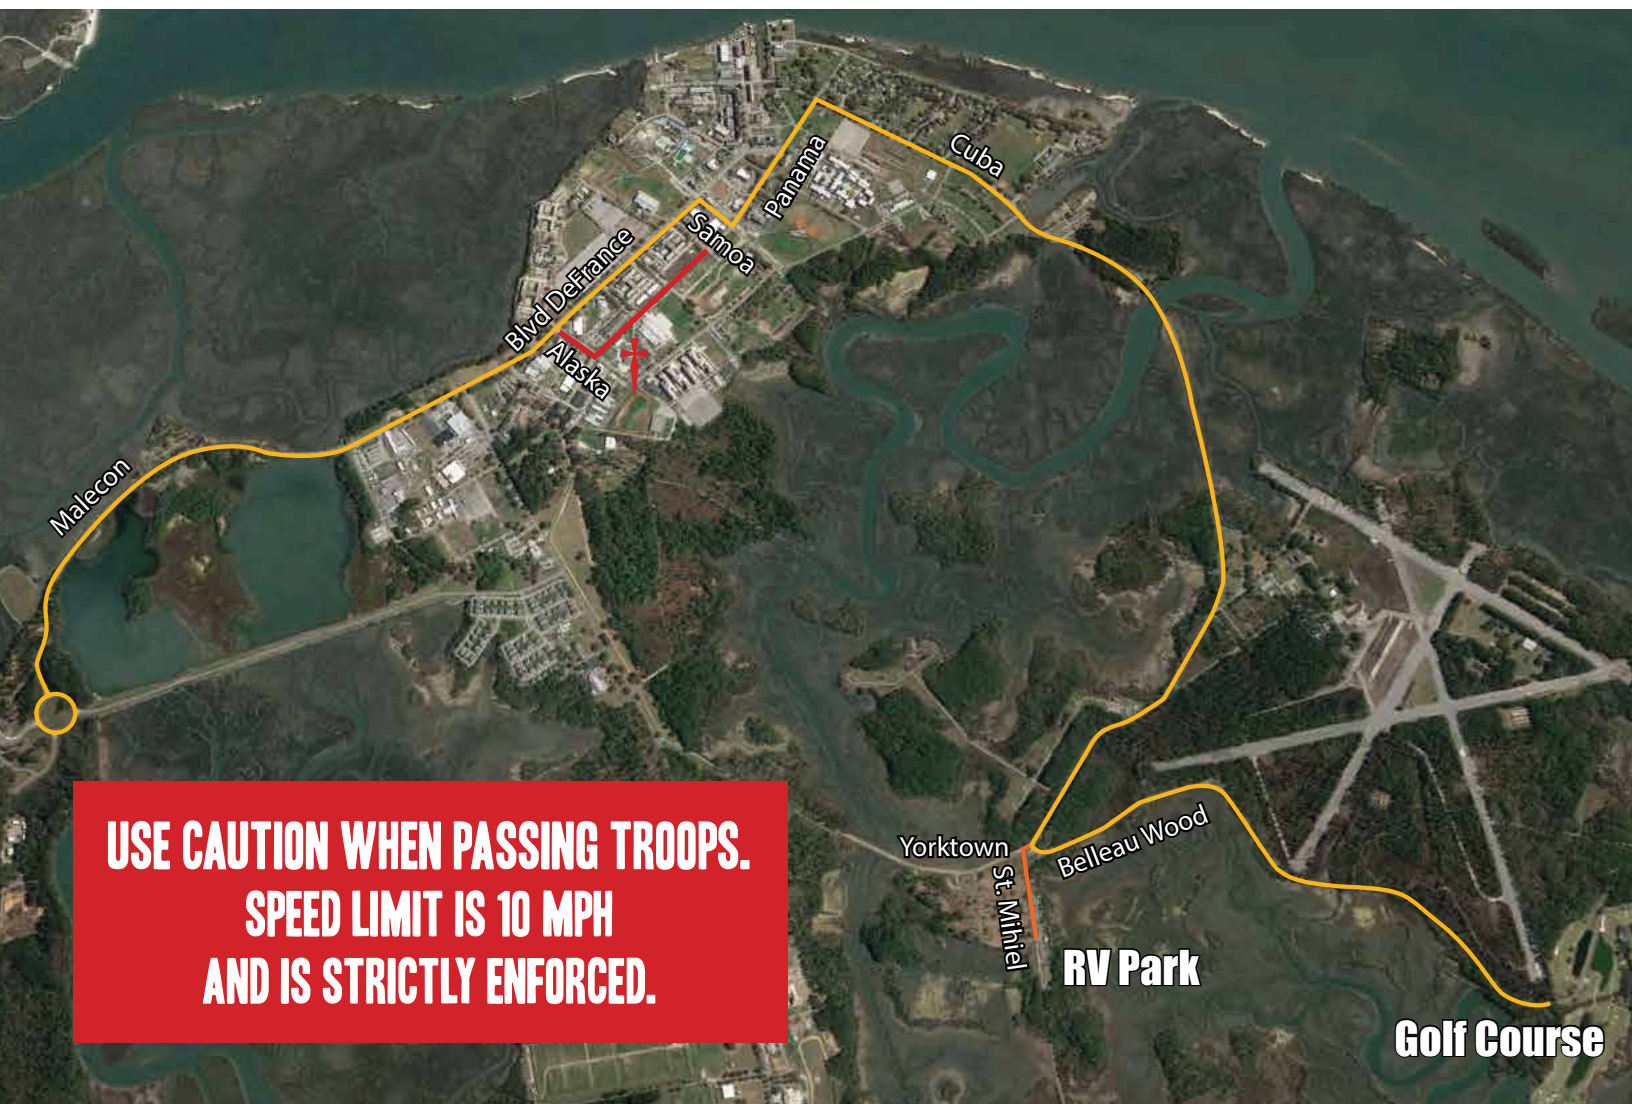 Cuba
Panama
Samoa
Blvd DeFrance
Alaska
Malecon
USE CAUTION WHEN PASSING TROOPS.
SPEED LIMIT IS 10 MPH
AND IS STRICTLY ENFORCED.
Yorktown
Belleau Wood
St. Mihiel
RV Park
Golf Course